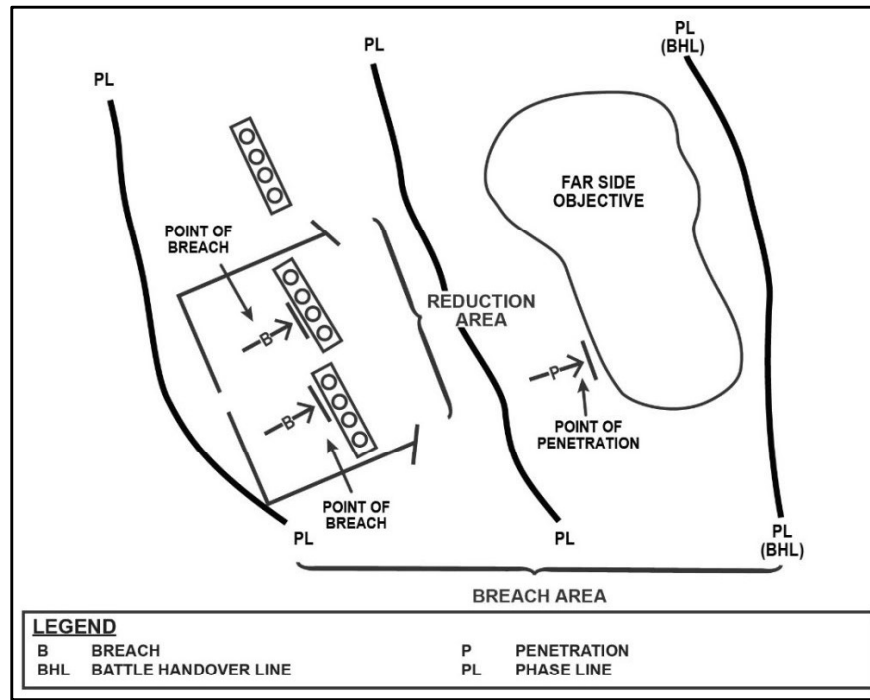 PL
(BHL)
PL
PL
FAR SIDE
OBJECTIVE
POINT OF
BREACH
REDUCTION
AREA
B
P
B
POINT OF
PENETRATION
POINT OF
BREACH
PL
PL
PL
(BHL)
BREACH AREA
LEGEND
B BREACH P PENETRATION
BHL BATTLE HANDOVER LINE PL PHASE LINE